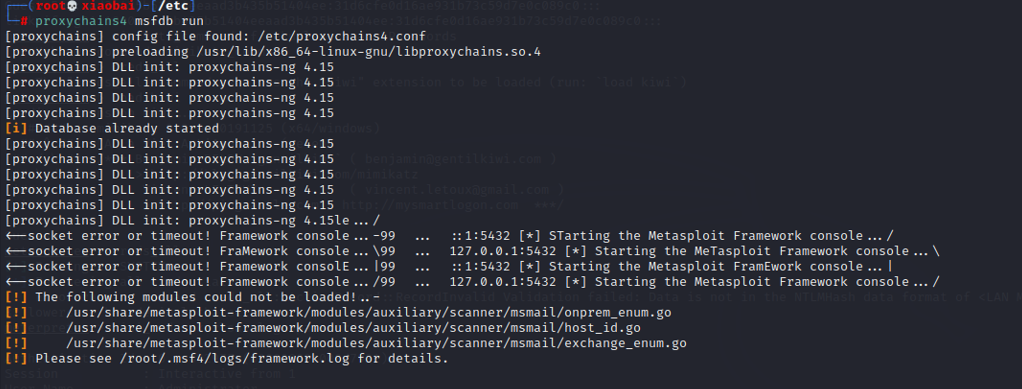 ┌──(root💀xiaobai)-[/etc]
└─# proxychains4 msfdb run
[proxychains] config file found: /etc/proxychains4.conf
[proxychains] preloading /usr/lib/x86_64-linux-gnu/libproxychains.so.4
[proxychains] DLL init: proxychains-ng 4.15
[proxychains] DLL init: proxychains-ng 4.15
[proxychains] DLL init: proxychains-ng 4.15
[proxychains] DLL init: proxychains-ng 4.15
[i] Database already started
[proxychains] DLL init: proxychains-ng 4.15
[proxychains] DLL init: proxychains-ng 4.15
[proxychains] DLL init: proxychains-ng 4.15
[proxychains] DLL init: proxychains-ng 4.15
[proxychains] DLL init: proxychains-ng 4.15
[proxychains] DLL init: proxychains-ng 4.15le.../
←—socket error or timeout! Framework console...-99 ... ::1:5432 [*] STarting the Metasploit Framework console.../
←—socket error or timeout! FraMework console...\99 ... 127.0.0.1:5432 [*] Starting the MeTasploit Framework console...\
←—socket error or timeout! Framework consolE...|99 ... ::1:5432 [*] Starting the Metasploit FramEwork console...|
←—socket error or timeout! Framework console.../99 ... 127.0.0.1:5432 [*] Starting the Metasploit Framework console.../
[!] The following modules could not be loaded!..-
[!] /usr/share/metasploit-framework/modules/auxiliary/scanner/msmail/onprem_enum.go
[!] /usr/share/metasploit-framework/modules/auxiliary/scanner/msmail/host_id.go
[!] /usr/share/metasploit-framework/modules/auxiliary/scanner/msmail/exchange_enum.go
[!] Please see /root/.msf4/logs/framework.log for details.